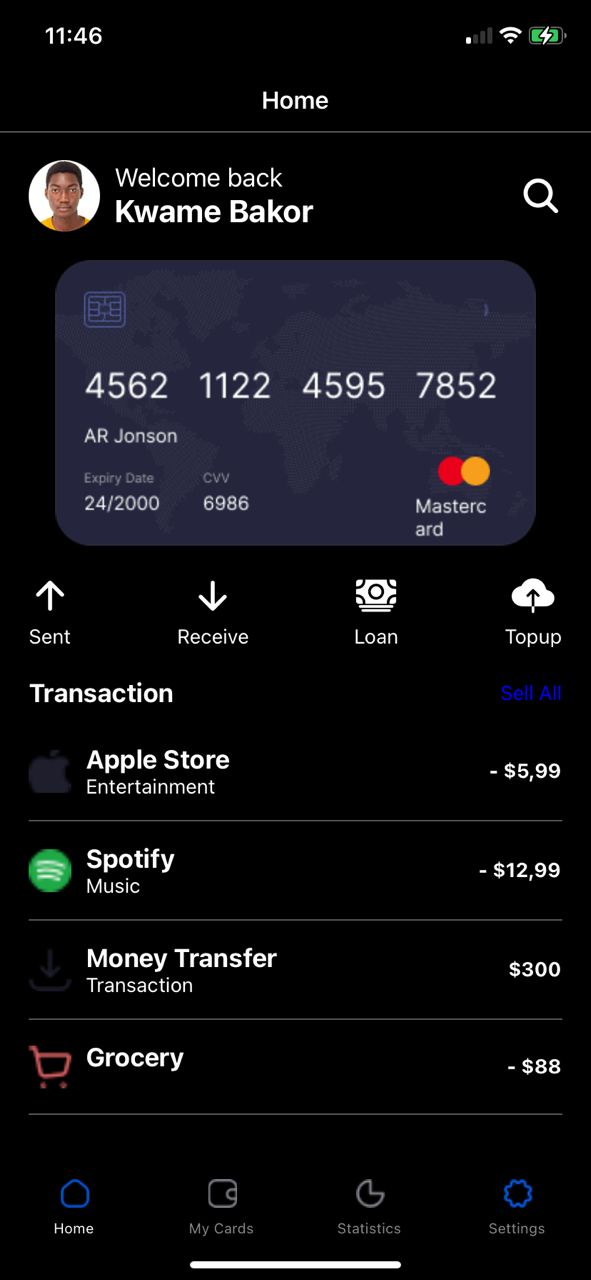 11:46
Home
Welcome back
Kwame Bakor
4562 1122 4595 7852
AR Jonson
Expiry Date CVV
24/2000 6986
Masterc
ard
Sent Receive Loan Topup
Transaction Sell All
Apple Store
Entertainment
- $5,99
Spotify
Music
- $12,99
Money Transfer
Transaction
$300
Grocery
- $88
Home My Cards Statistics Settings